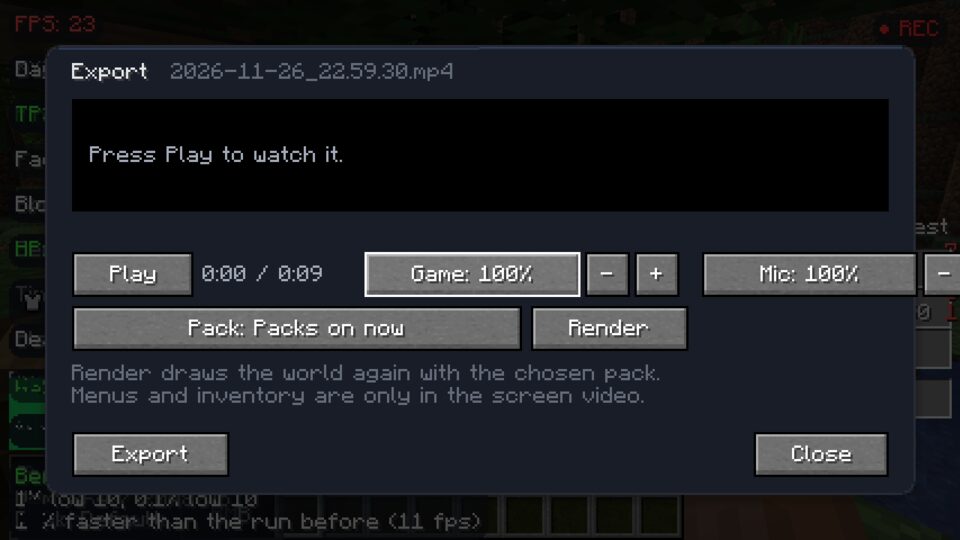 FPS: 23
REC
Export 2026-11-26_22.59.30.mp4
Press Play to watch it.
Play 0:00 / 0:09 Game: 100% - + Mic: 100% -
Pack: Packs on now Render
Render draws the world again with the chosen pack.
Menus and inventory are only in the screen video.
Export Close
faster than the run before (11 fps)